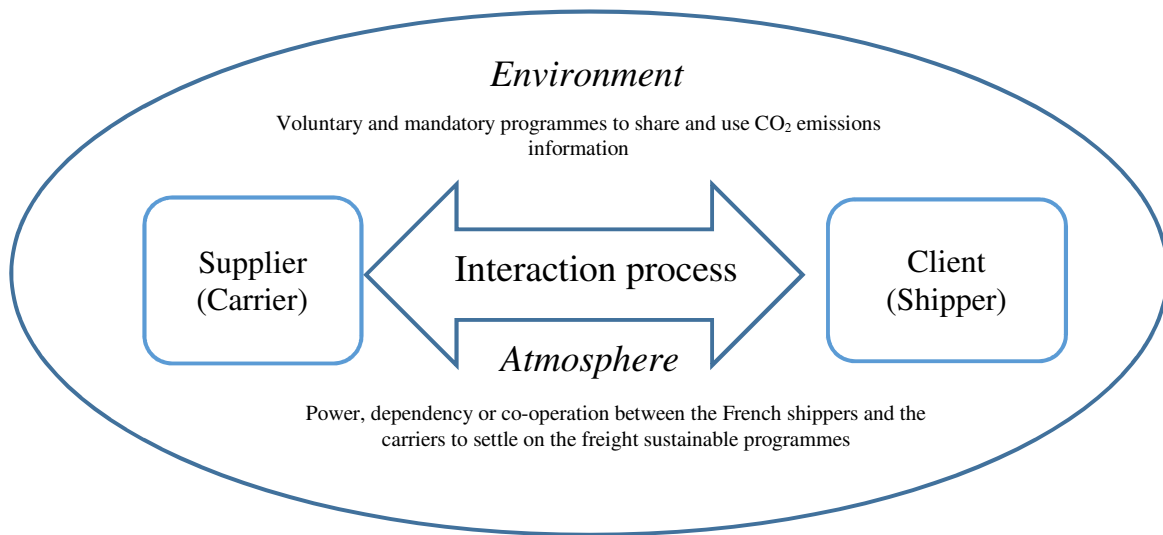 Environment
Voluntary and mandatory programmes to share and use CO₂ emissions
information
Supplier
(Carrier)
Interaction process
Client
(Shipper)
Atmosphere
Power, dependency or co-operation between the French shippers and the
carriers to settle on the freight sustainable programmes